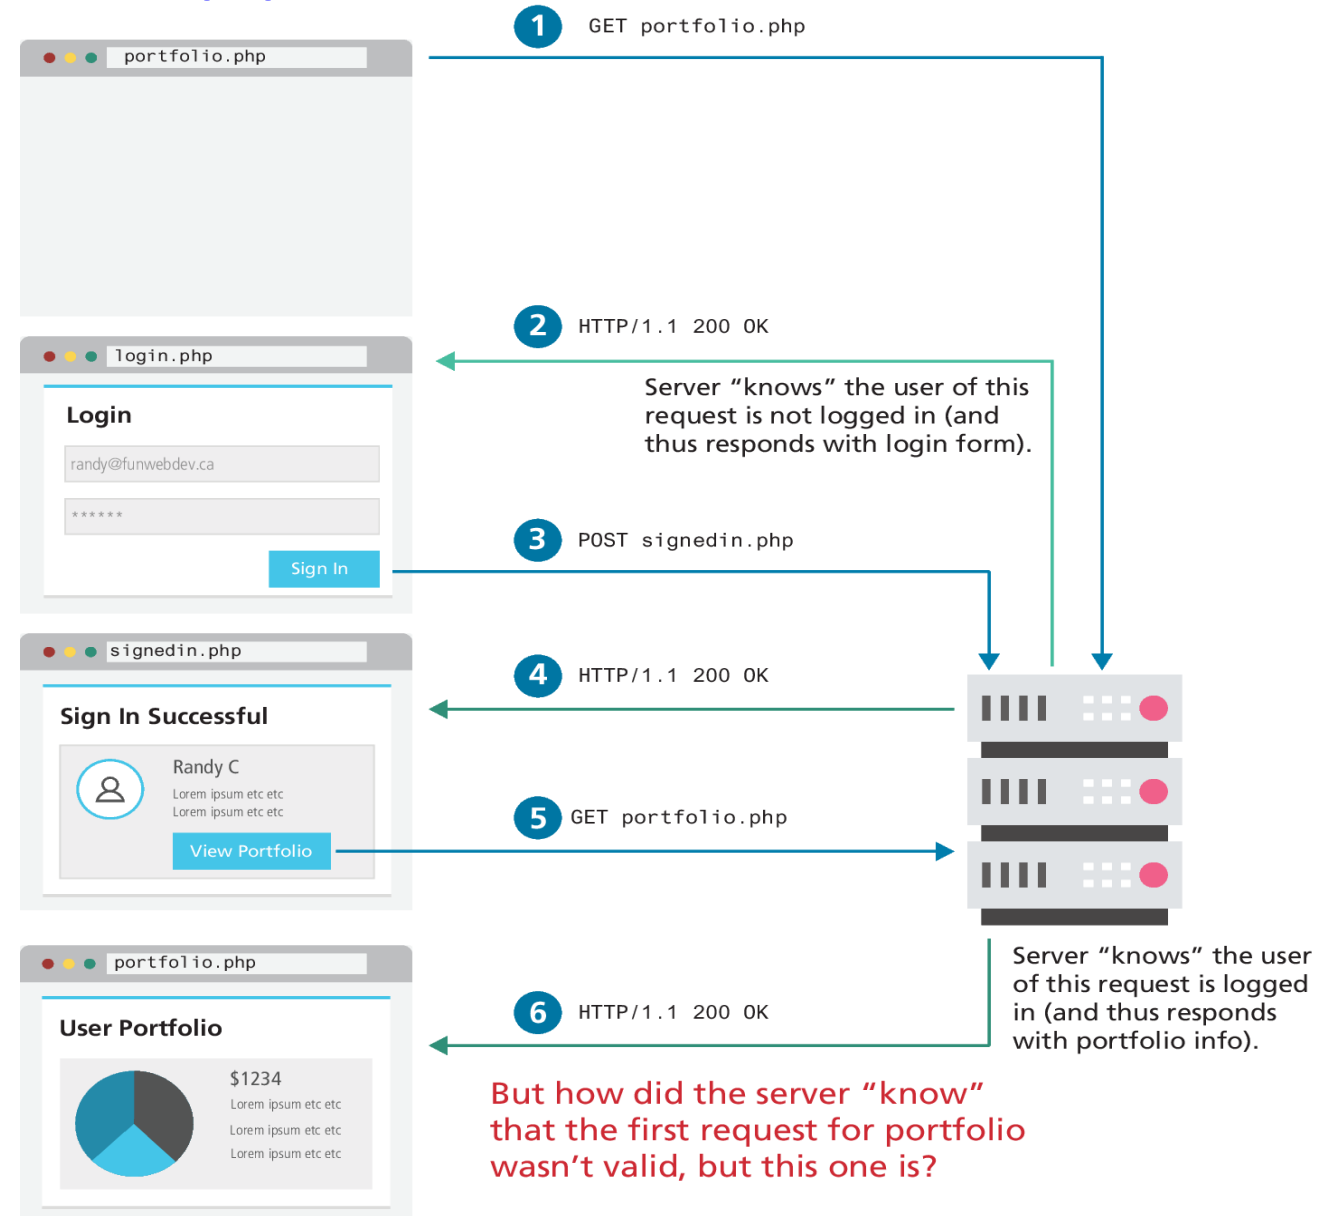 1 GET portfolio.php
portfolio.php
2 HTTP/1.1 200 OK
login.php
Server “knows” the user of this
request is not logged in (and
thus responds with login form).
Login
randy@funwebdev.ca
******
3 POST signedin.php
Sign In
signedin.php
4 HTTP/1.1 200 OK
Sign In Successful
Randy C
Lorem ipsum etc etc
Lorem ipsum etc etc
View Portfolio
5 GET portfolio.php
Server “knows” the user
of this request is logged
in (and thus responds
with portfolio info).
portfolio.php
6 HTTP/1.1 200 OK
User Portfolio
$1234
Lorem ipsum etc etc
Lorem ipsum etc etc
Lorem ipsum etc etc
But how did the server “know”
that the first request for portfolio
wasn’t valid, but this one is?